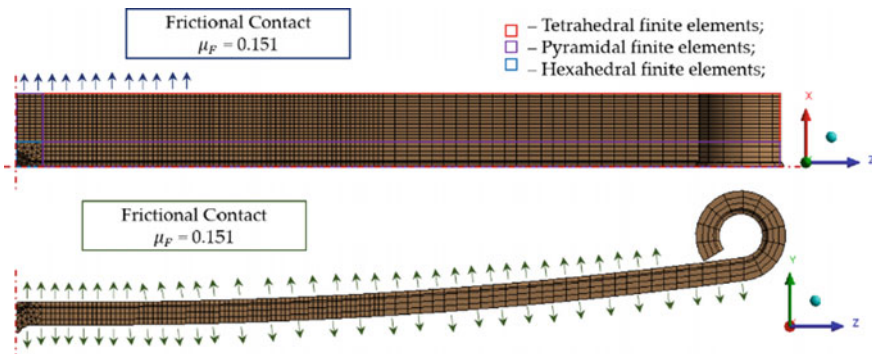 Frictional Contact
μF = 0.151
– Tetrahedral finite elements;
– Pyramidal finite elements;
– Hexahedral finite elements;
X
Z
Frictional Contact
μF = 0.151
Y
Z